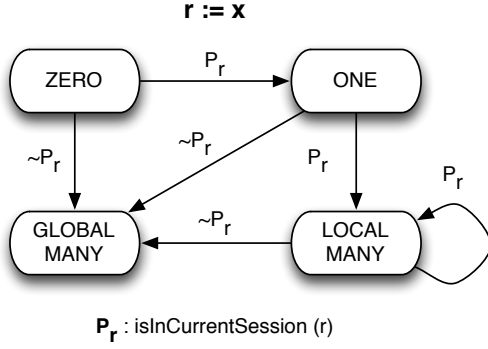 r := x
ZERO
P_r
ONE
~P_r
~P_r
P_r
P_r
GLOBAL
MANY
~P_r
LOCAL
MANY
P_r : isInCurrentSession (r)